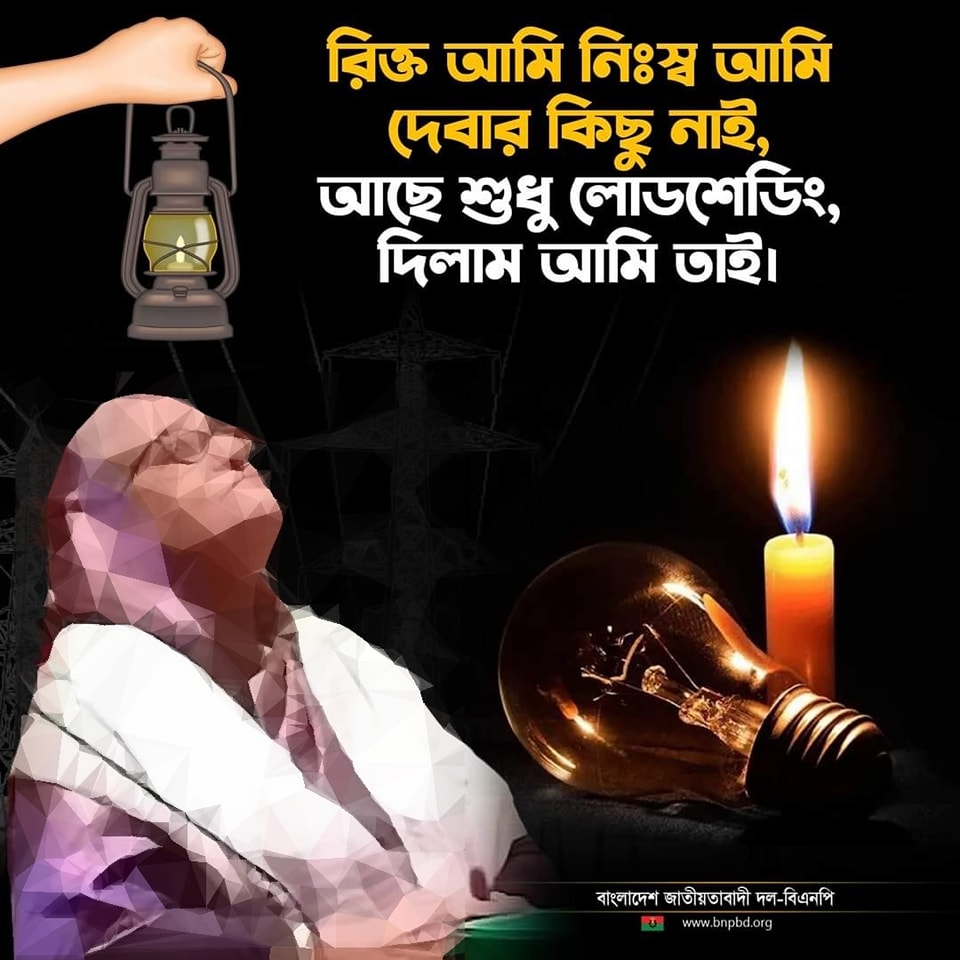 রিক্ত আমি নিঃস্ব আমি
দেবার কিছু নাই,
আছে শুধু লোডশেডিং,
দিলাম আমি তাই।
বাংলাদেশ জাতীয়তাবাদী দল-বিএনপি
www.bnpbd.org